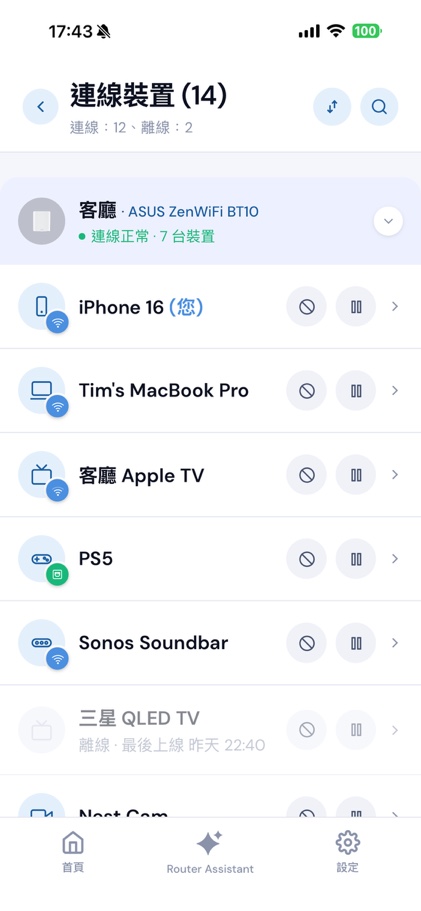 17:43
100
連線裝置 (14)
連線：12、離線：2
客廳 · ASUS ZenWiFi BT10
連線正常 · 7 台裝置
iPhone 16 (您)
Tim's MacBook Pro
客廳 Apple TV
PS5
Sonos Soundbar
三星 QLED TV
離線 · 最後上線 昨天 22:40
Nest Cam
首頁
Router Assistant
設定